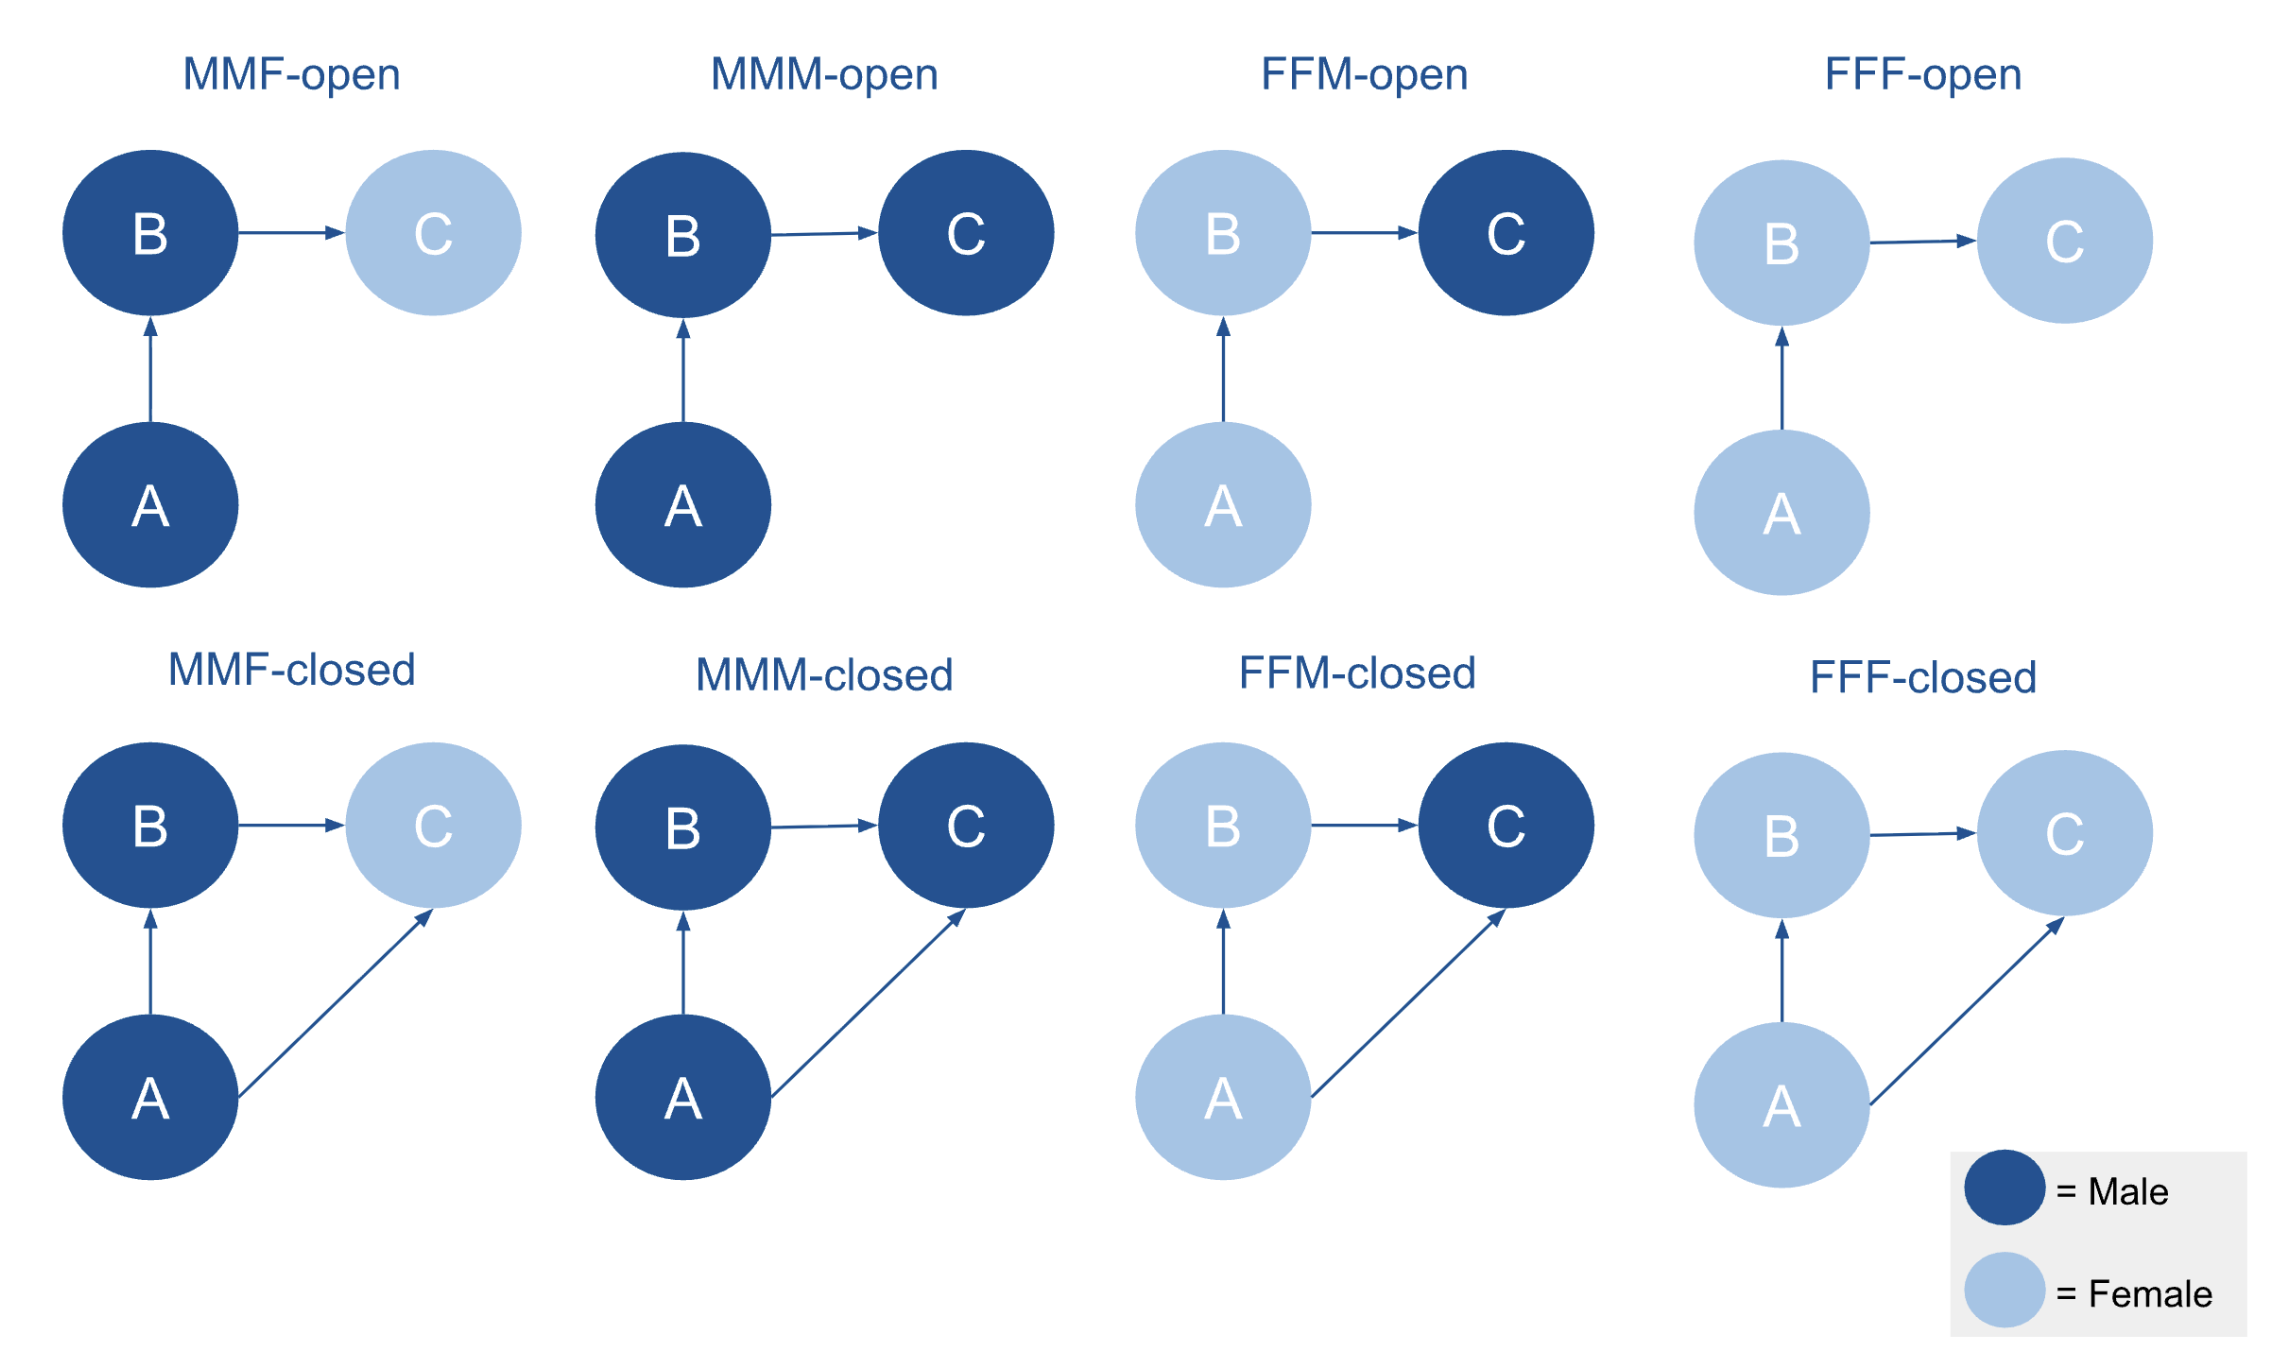 MMF-open
MMM-open
FFM-open
FFF-open
B
C
B
C
B
C
B
C
A
A
A
A
MMF-closed
MMM-closed
FFM-closed
FFF-closed
B
C
B
C
B
C
B
C
A
A
A
A
= Male
= Female